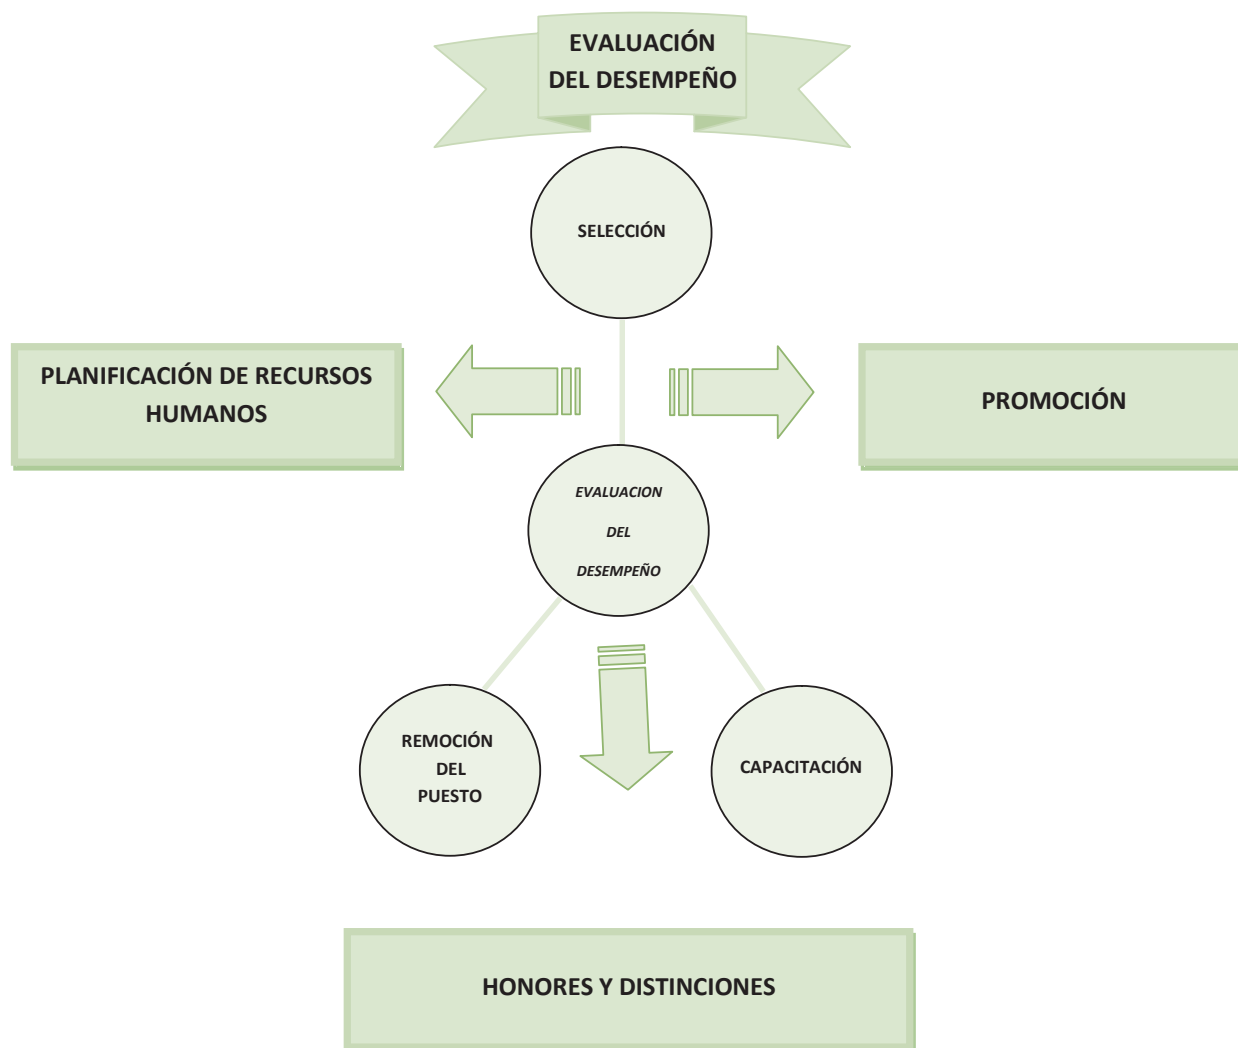 EVALUACIÓN
DEL DESEMPEÑO
SELECCIÓN
PLANIFICACIÓN DE RECURSOS
HUMANOS
PROMOCIÓN
EVALUACION
DEL
DESEMPEÑO
REMOCIÓN
DEL
PUESTO
CAPACITACIÓN
HONORES Y DISTINCIONES